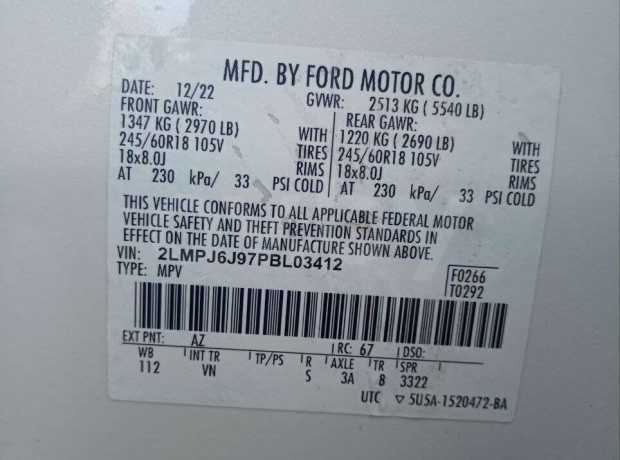 MFD. BY FORD MOTOR CO.
DATE: 12/22 GVWR: 2513 KG ( 5540 LB)
FRONT GAWR: REAR GAWR:
1347 KG ( 2970 LB) WITH 1220 KG ( 2690 LB) WITH
245/60R18 105V TIRES 245/60R18 105V TIRES
18x8.0J RIMS 18x8.0J RIMS
AT 230 kPa/ 33 PSI COLD AT 230 kPa/ 33 PSI COLD
THIS VEHICLE CONFORMS TO ALL APPLICABLE FEDERAL MOTOR
VEHICLE SAFETY AND THEFT PREVENTION STANDARDS IN
EFFECT ON THE DATE OF MANUFACTURE SHOWN ABOVE.
VIN: 2LMPJ6J97PBL03412
TYPE: MPV
F0266
T0292
EXT PNT: AZ RC: 67 DSO:
WB INT TR TP/PS R AXLE TR SPR
112 VN S 3A 8 3322
UTC ▽ 5U5A-1520472-BA